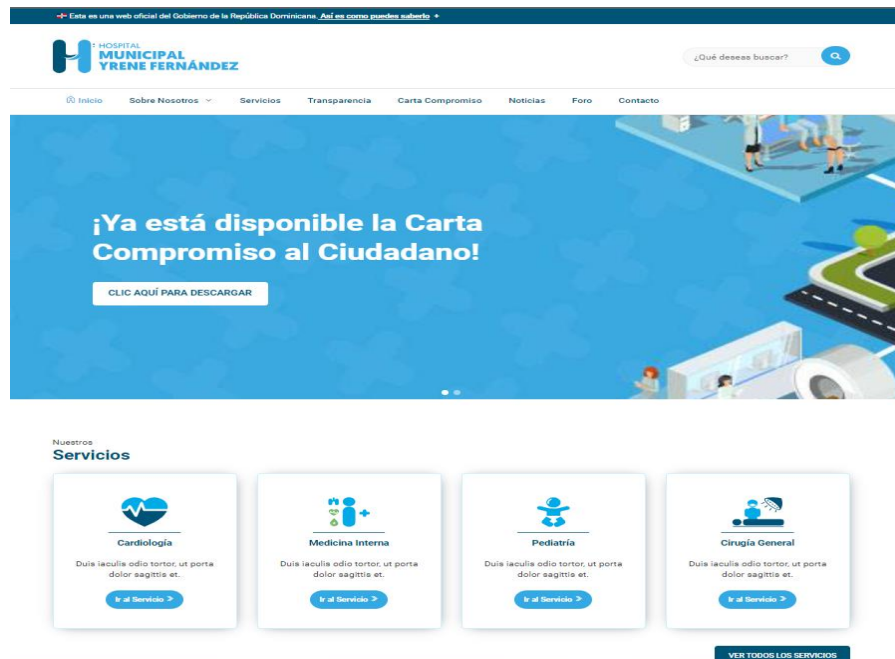 Esta es una web oficial del Gobierno de la República Dominicana. Así es como puedes saberlo +
HOSPITAL
MUNICIPAL
YRENE FERNÁNDEZ
¿Qué deseas buscar?
Inicio Sobre Nosotros Servicios Transparencia Carta Compromiso Noticias Foro Contacto
¡Ya está disponible la Carta
Compromiso al Ciudadano!
CLIC AQUÍ PARA DESCARGAR
Nuestros
Servicios
Cardiología
Duis iaculis odio tortor, ut porta
dolor sagittis et.
Ir al Servicio >
Medicina Interna
Duis iaculis odio tortor, ut porta
dolor sagittis et.
Ir al Servicio >
Pediatría
Duis iaculis odio tortor, ut porta
dolor sagittis et.
Ir al Servicio >
Cirugía General
Duis iaculis odio tortor, ut porta
dolor sagittis et.
Ir al Servicio >
VER TODOS LOS SERVICIOS